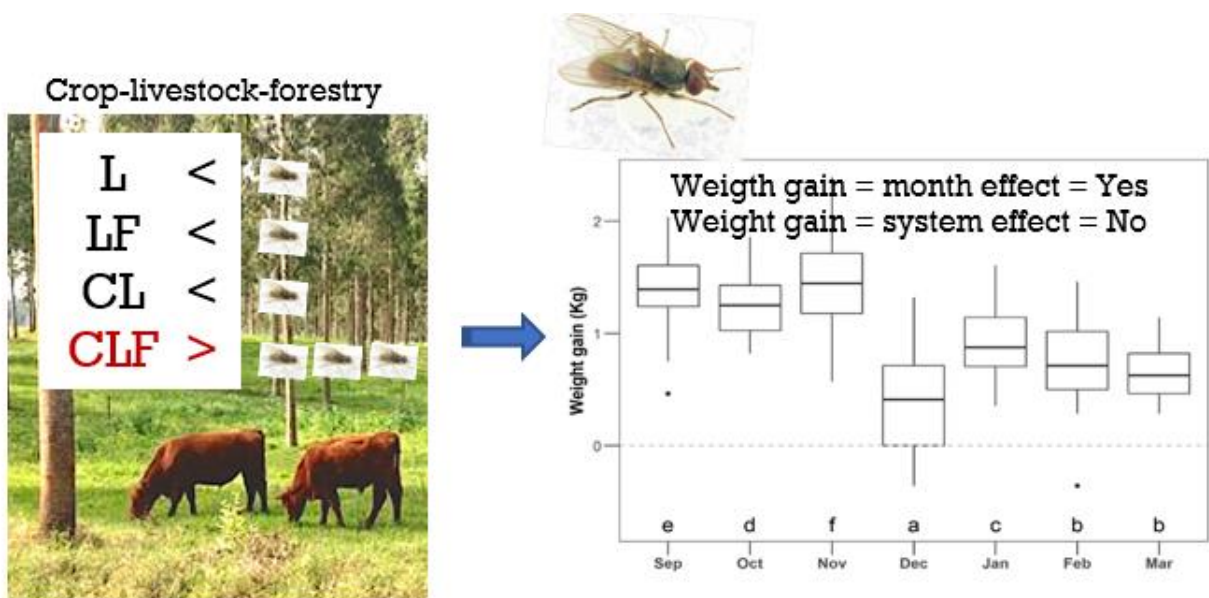 Crop-livestock-forestry
L <
LF <
CL <
CLF >
Weigth gain = month effect = Yes
Weight gain = system effect = No
Weight gain (Kg)
2
1
0
e d f a c b b
Sep Oct Nov Dec Jan Feb Mar